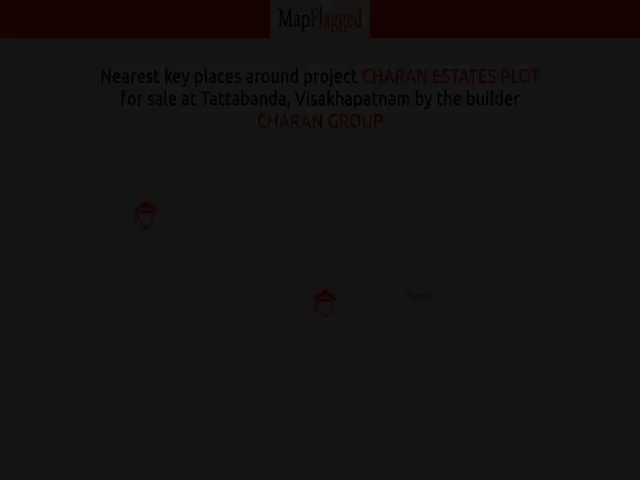 MapFlagged
Nearest key places around project CHARAN ESTATES PLOT
for sale at Tattabanda, Visakhapatnam by the builder
CHARAN GROUP